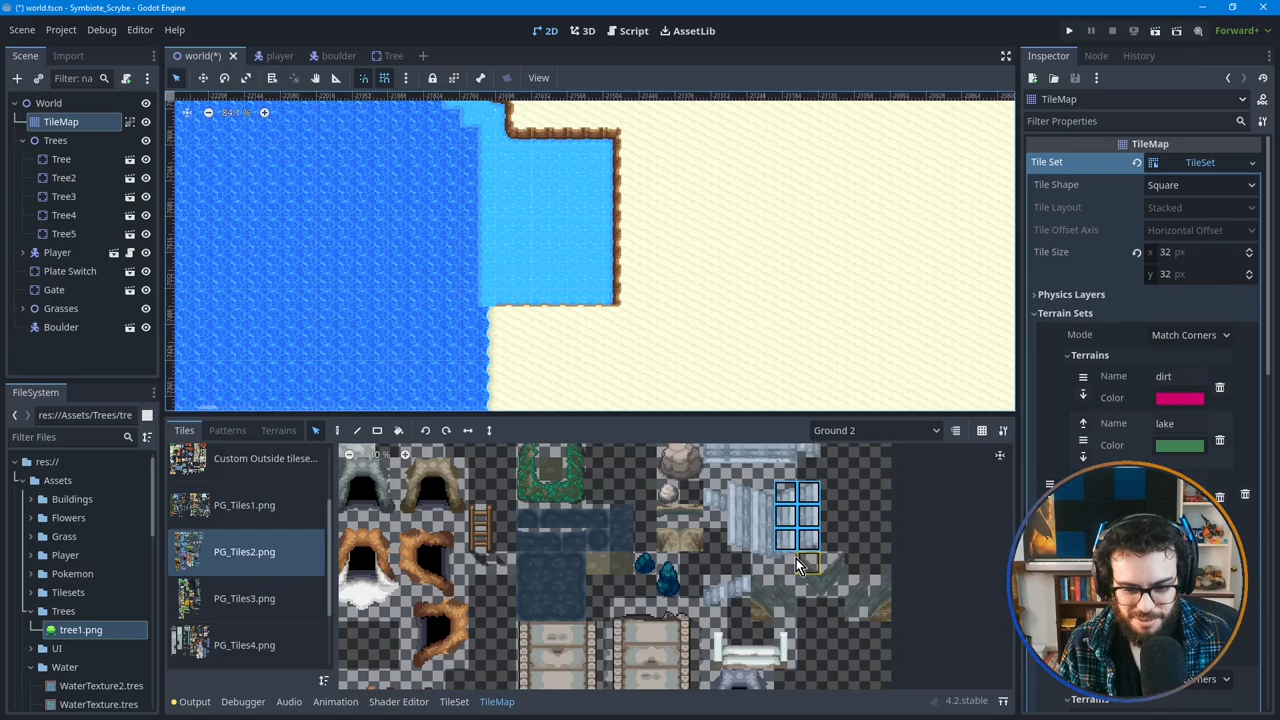 (*) world.tscn - Symbiote_Scrybe - Godot Engine
Scene Project Debug Editor Help
2D 3D Script AssetLib
Forward+
Scene Import
world(*) player boulder Tree
Inspector Node History
Filter: na
View
84.1 %
World
TileMap
Trees
Tree
Tree2
Tree3
Tree4
Tree5
Player
Plate Switch
Gate
Grasses
Boulder
TileMap
Filter Properties
TileMap
Tile Set TileSet
Tile Shape Square
Tile Layout Stacked
Tile Offset Axis Horizontal Offset
Tile Size x 32 px
y 32 px
Physics Layers
Terrain Sets
Mode Match Corners
Terrains
Name dirt
Color
Name lake
Color
Terrains
FileSystem
res://Assets/Trees/tre
Filter Files
res://
Assets
Buildings
Flowers
Grass
Player
Pokemon
Tilesets
Trees
tree1.png
UI
Water
WaterTexture2.tres
WaterTexture.tres
Tiles Patterns Terrains
Ground 2
Custom Outside tilese...
PG_Tiles1.png
PG_Tiles2.png
PG_Tiles3.png
PG_Tiles4.png
Output Debugger Audio Animation Shader Editor TileSet TileMap
4.2.stable